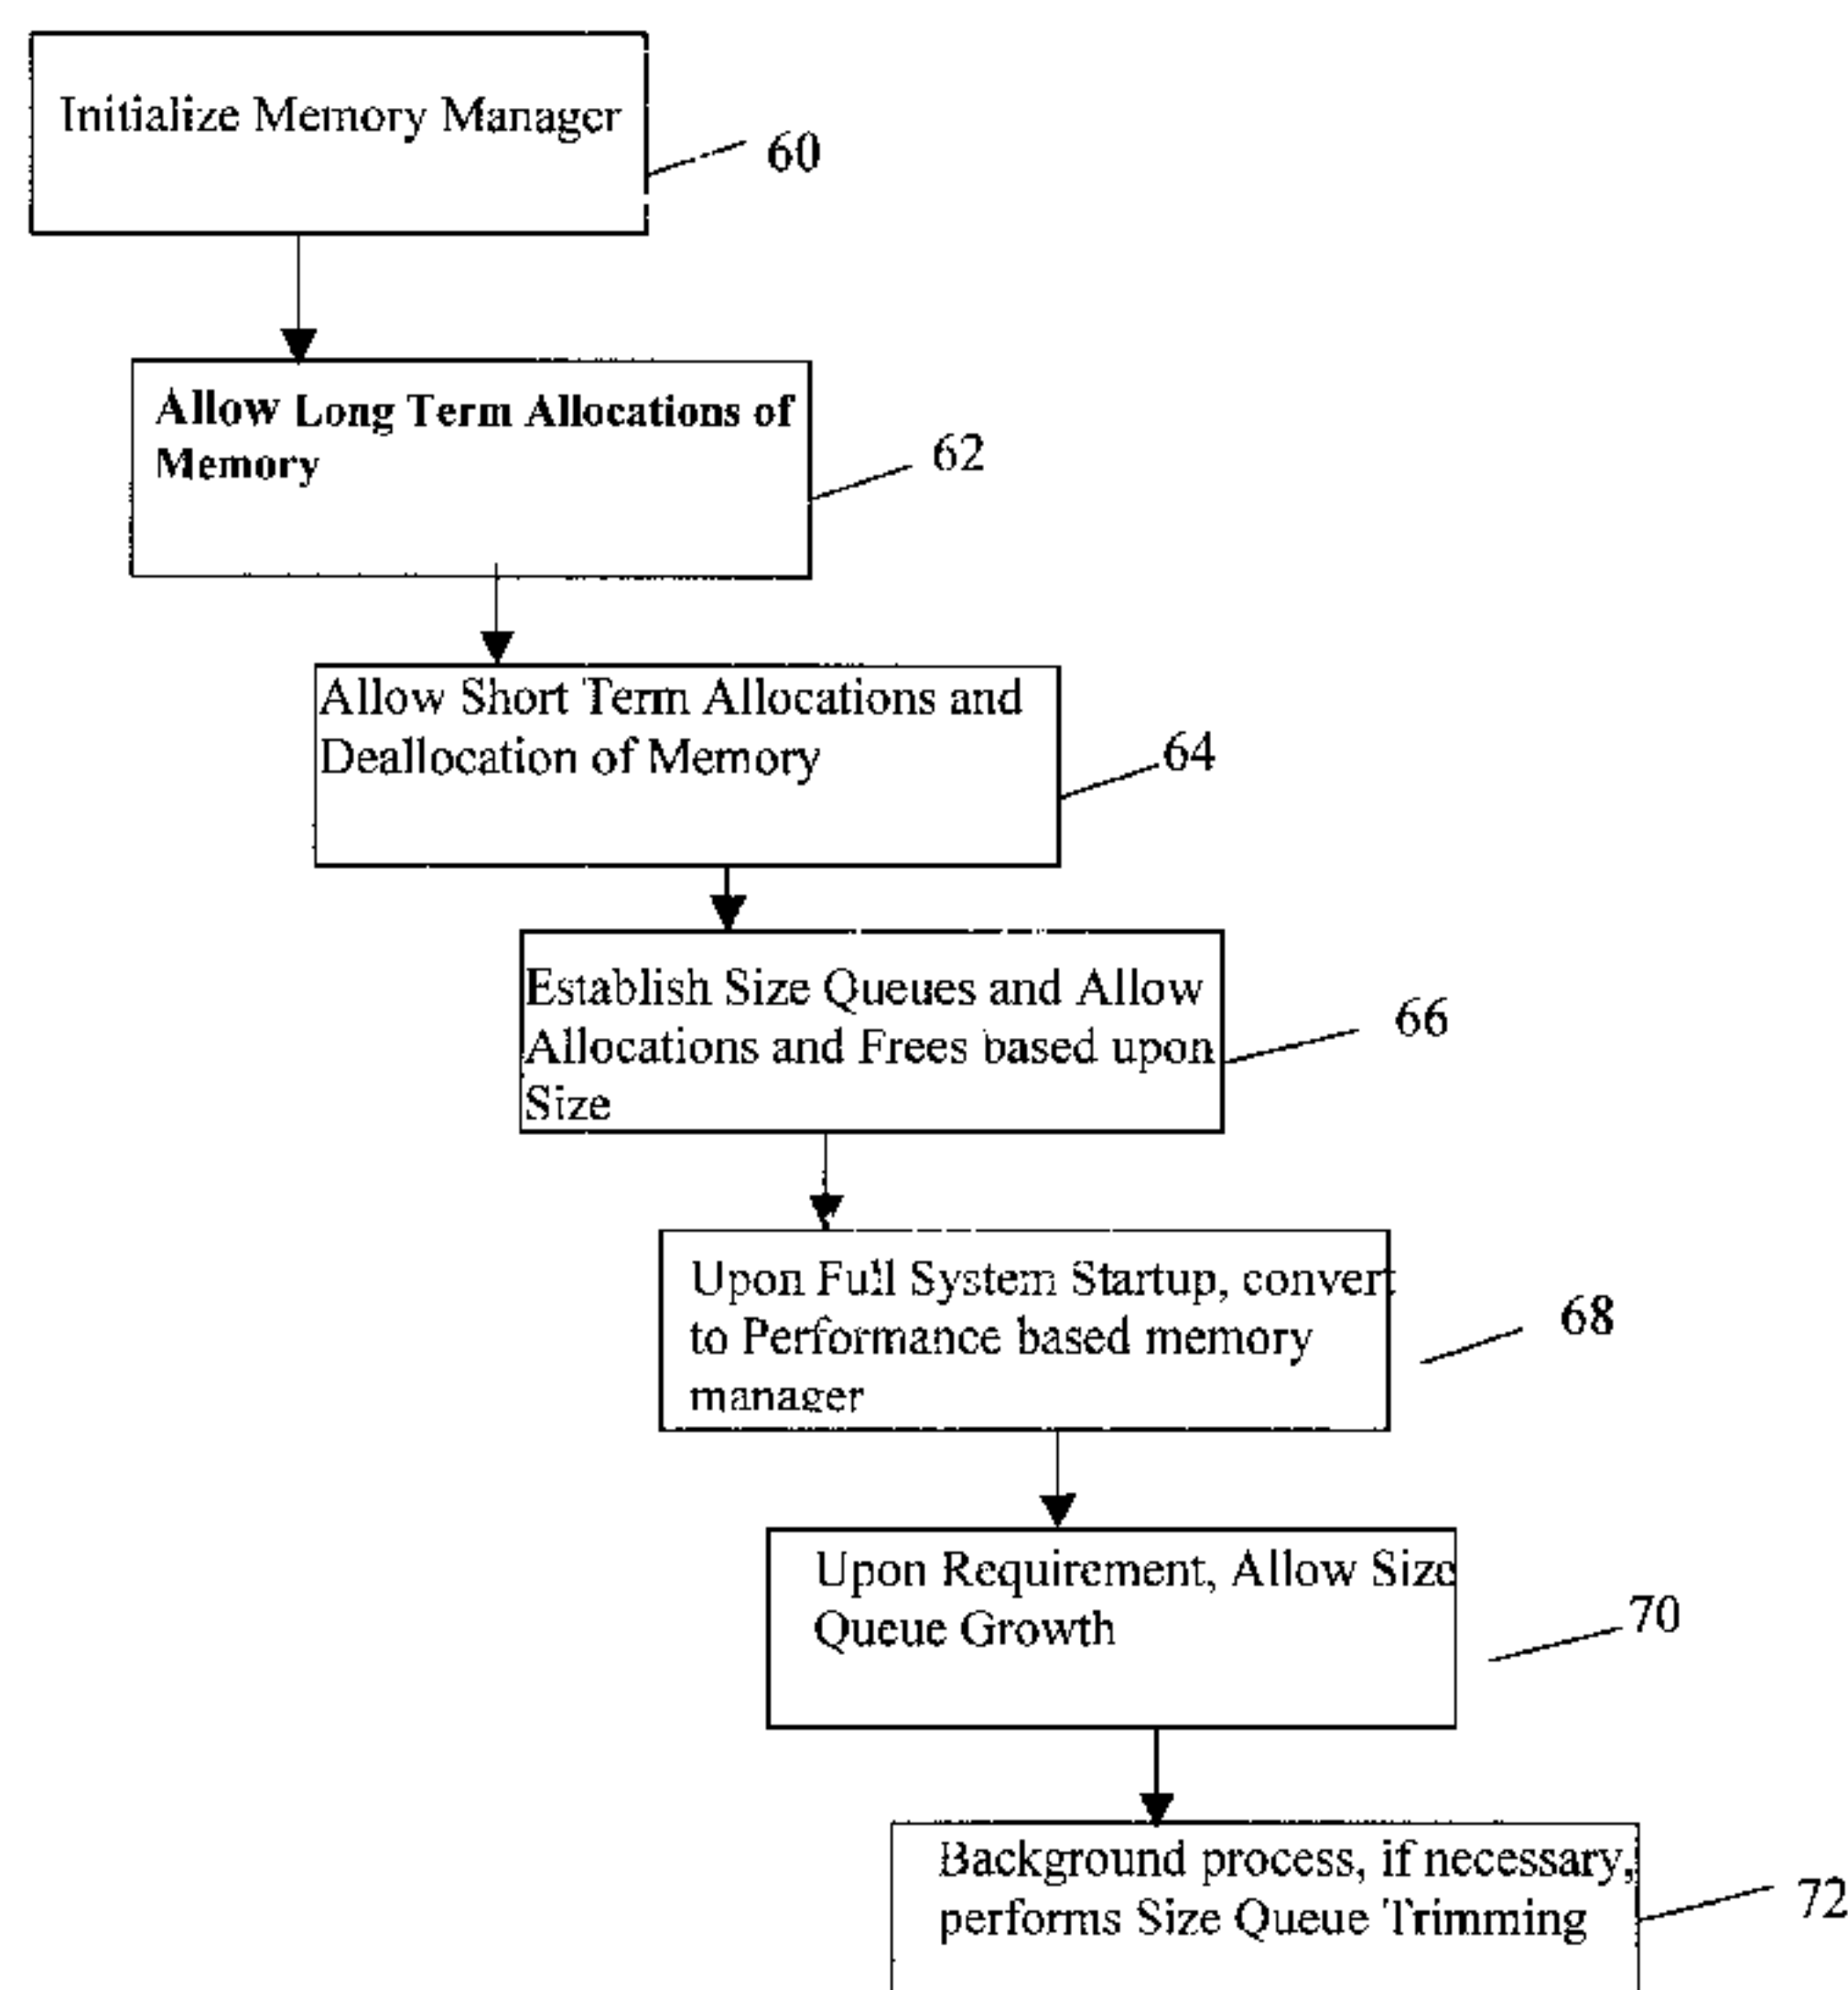 Initialize Memory Manager
60
Allow Long Term Allocations of
Memory
62
Allow Short Term Allocations and
Deallocation of Memory
64
Establish Size Queues and Allow
Allocations and Frees based upon
Size
66
Upon Full System Startup, convert
to Performance based memory
manager
68
Upon Requirement, Allow Size
Queue Growth
70
Background process, if necessary,
performs Size Queue Trimming
72